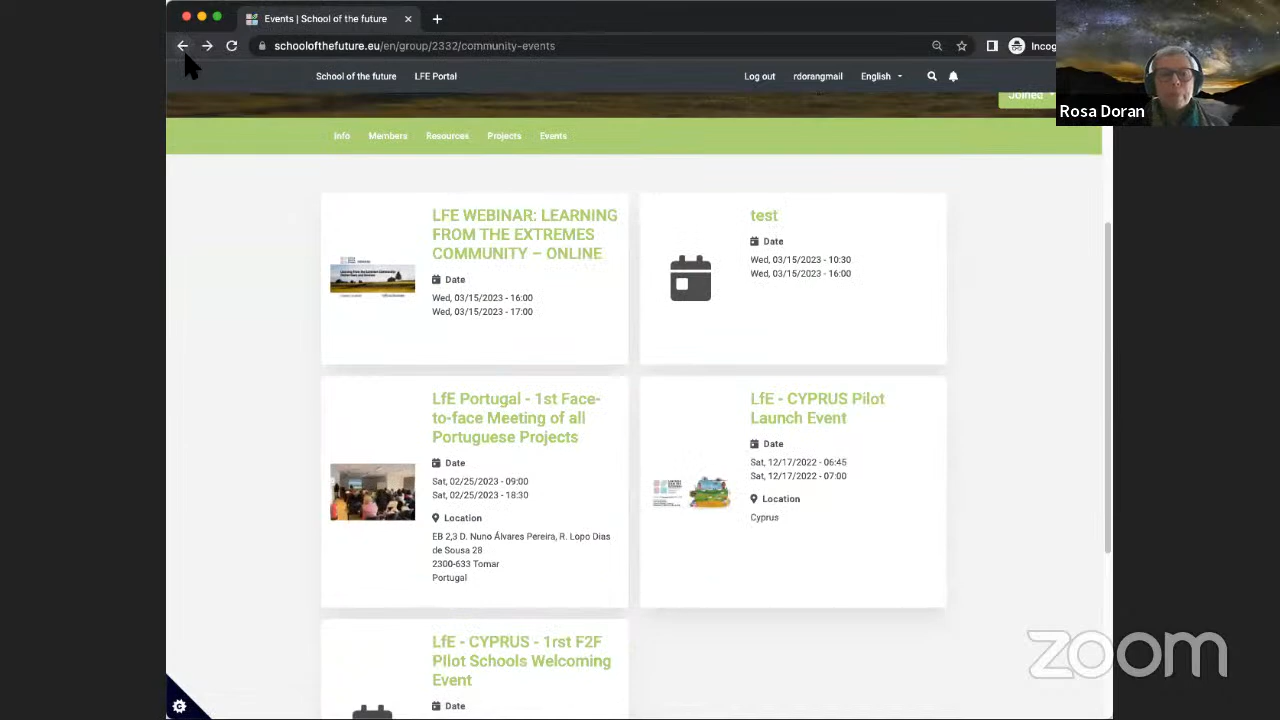 Events | School of the future
schoolofthefuture.eu/en/group/2332/community-events
Incog
School of the future
LFE Portal
Log out
rdorangmail
English
Joined
Rosa Doran
Info
Members
Resources
Projects
Events
LFE WEBINAR: LEARNING
FROM THE EXTREMES
COMMUNITY – ONLINE
Date
Wed, 03/15/2023 - 16:00
Wed, 03/15/2023 - 17:00
test
Date
Wed, 03/15/2023 - 10:30
Wed, 03/15/2023 - 16:00
LfE Portugal - 1st Face-
to-face Meeting of all
Portuguese Projects
Date
Sat, 02/25/2023 - 09:00
Sat, 02/25/2023 - 18:30
Location
EB 2,3 D. Nuno Álvares Pereira, R. Lopo Dias
de Sousa 28
2300-633 Tomar
Portugal
LfE - CYPRUS Pilot
Launch Event
Date
Sat, 12/17/2022 - 06:45
Sat, 12/17/2022 - 07:00
Location
Cyprus
LfE - CYPRUS - 1rst F2F
PIlot Schools Welcoming
Event
Date
zoom